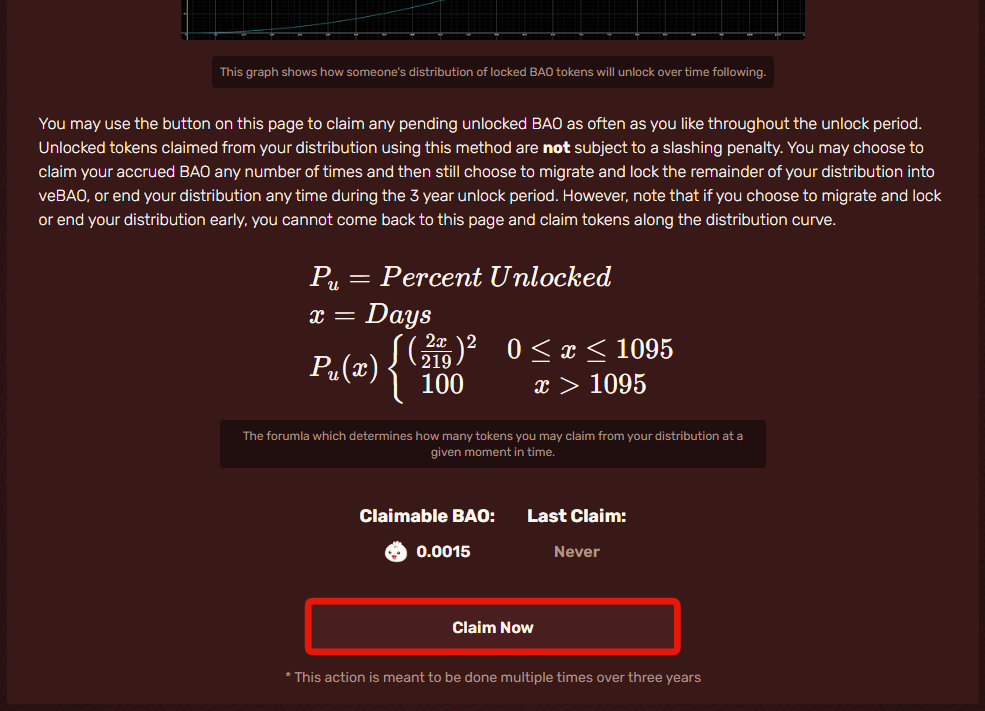 This graph shows how someone's distribution of locked BAO tokens will unlock over time following.
You may use the button on this page to claim any pending unlocked BAO as often as you like throughout the unlock period.
Unlocked tokens claimed from your distribution using this method are not subject to a slashing penalty. You may choose to
claim your accrued BAO any number of times and then still choose to migrate and lock the remainder of your distribution into
veBAO, or end your distribution any time during the 3 year unlock period. However, note that if you choose to migrate and lock
or end your distribution early, you cannot come back to this page and claim tokens along the distribution curve.
P_u = Percent Unlocked
x = Days
P_u(x) { (2x/219)^2 0 ≤ x ≤ 1095
100 x > 1095
The forumla which determines how many tokens you may claim from your distribution at a
given moment in time.
Claimable BAO: Last Claim:
0.0015 Never
Claim Now
* This action is meant to be done multiple times over three years